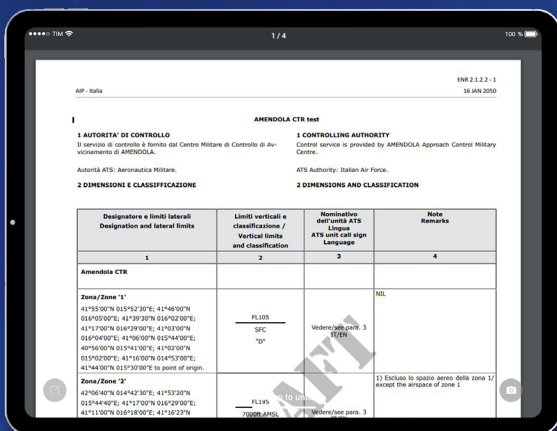 TIM
1 / 4
100 %
ENR 2.1.2.2 - 1
AIP - Italia
16 JAN 2050
AMENDOLA CTR test
1 AUTORITA' DI CONTROLLO
Il servizio di controllo è fornito dal Centro Militare di Controllo di Av-
vicinamento di AMENDOLA.
Autorità ATS: Aeronautica Militare.
2 DIMENSIONI E CLASSIFFICAZIONE
1 CONTROLLING AUTHORITY
Control service is provided by AMENDOLA Approach Control Military
Centre.
ATS Authority: Italian Air Force.
2 DIMENSIONS AND CLASSIFICATION
Designatore e limiti laterali
Designation and lateral limits
Limiti verticali e
classificazione /
Vertical limits
and classification
Nominativo
dell'unità ATS
Lingua
ATS unit call sign
Language
Note
Remarks
1
2
3
4
Amendola CTR
Zona/Zone '1'
41°55'00"N 015°52'30"E; 41°46'00"N
016°05'00"E; 41°39'30"N 016°02'00"E;
41°17'00"N 016°29'00"E; 41°03'00"N
016°04'00"E; 41°06'00"N 015°44'00"E;
40°56'00"N 015°41'00"E; 41°02'00"N
015°02'00"E; 41°16'00"N 014°53'00"E;
41°44'00"N 015°30'00"E to point of origin.
FL105
SFC
"D"
Vedere/see para. 3
IT/EN
NIL
Zona/Zone '2'
42°06'40"N 014°42'30"E; 41°53'20"N
015°44'40"E; 41°17'00"N 016°29'00"E;
41°11'00"N 016°18'00"E; 41°16'23"N
FL195
7000ft AMSL
Vedere/see para. 3
1) Escluso lo spazio aereo della zona 1/
except the airspace of zone 1